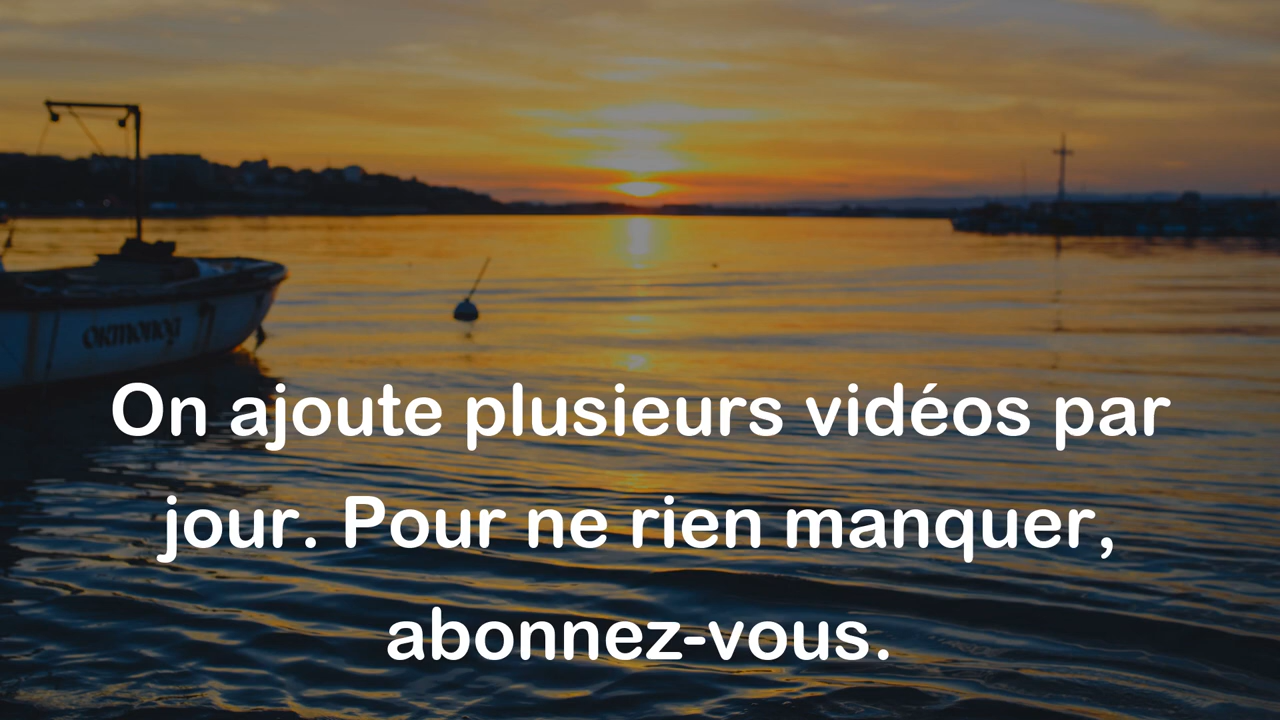 On ajoute plusieurs vidéos par
jour. Pour ne rien manquer,
abonnez-vous.